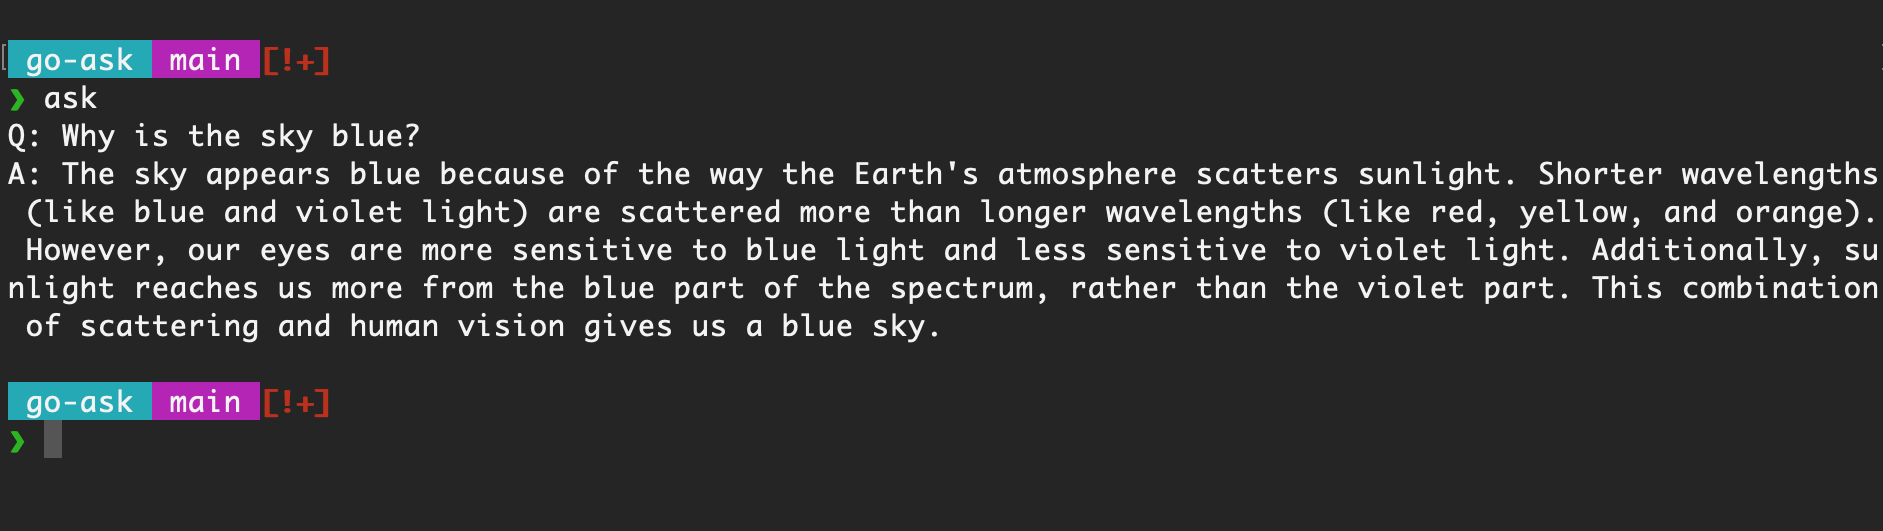 go-ask main [!+]
❯ ask
Q: Why is the sky blue?
A: The sky appears blue because of the way the Earth's atmosphere scatters sunlight. Shorter wavelengths
(like blue and violet light) are scattered more than longer wavelengths (like red, yellow, and orange).
However, our eyes are more sensitive to blue light and less sensitive to violet light. Additionally, su
nlight reaches us more from the blue part of the spectrum, rather than the violet part. This combination
of scattering and human vision gives us a blue sky.
go-ask main [!+]
❯